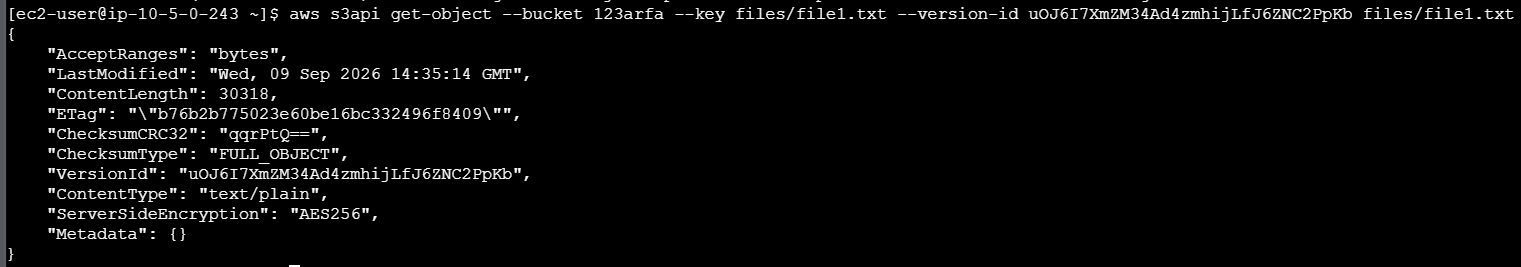 [ec2-user@ip-10-5-0-243 ~]$ aws s3api get-object --bucket 123arfa --key files/file1.txt --version-id uOJ6I7XmZM34Ad4zmhijLfJ6ZNC2PpKb files/file1.txt
{
    "AcceptRanges": "bytes",
    "LastModified": "Wed, 09 Sep 2026 14:35:14 GMT",
    "ContentLength": 30318,
    "ETag": "\"b76b2b775023e60be16bc332496f8409\"",
    "ChecksumCRC32": "qqrPtQ==",
    "ChecksumType": "FULL_OBJECT",
    "VersionId": "uOJ6I7XmZM34Ad4zmhijLfJ6ZNC2PpKb",
    "ContentType": "text/plain",
    "ServerSideEncryption": "AES256",
    "Metadata": {}
}